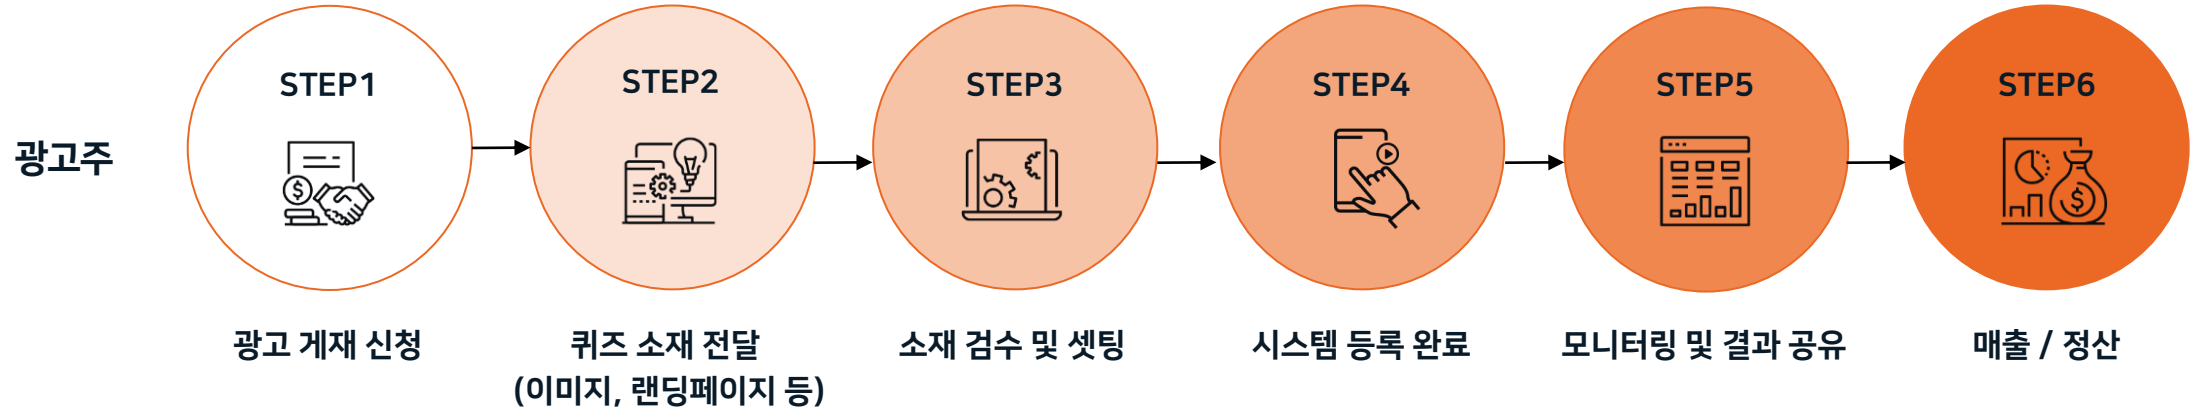 광고주
STEP1
광고 게재 신청
STEP2
퀴즈 소재 전달
(이미지, 랜딩페이지 등)
STEP3
소재 검수 및 셋팅
STEP4
시스템 등록 완료
STEP5
모니터링 및 결과 공유
STEP6
매출 / 정산